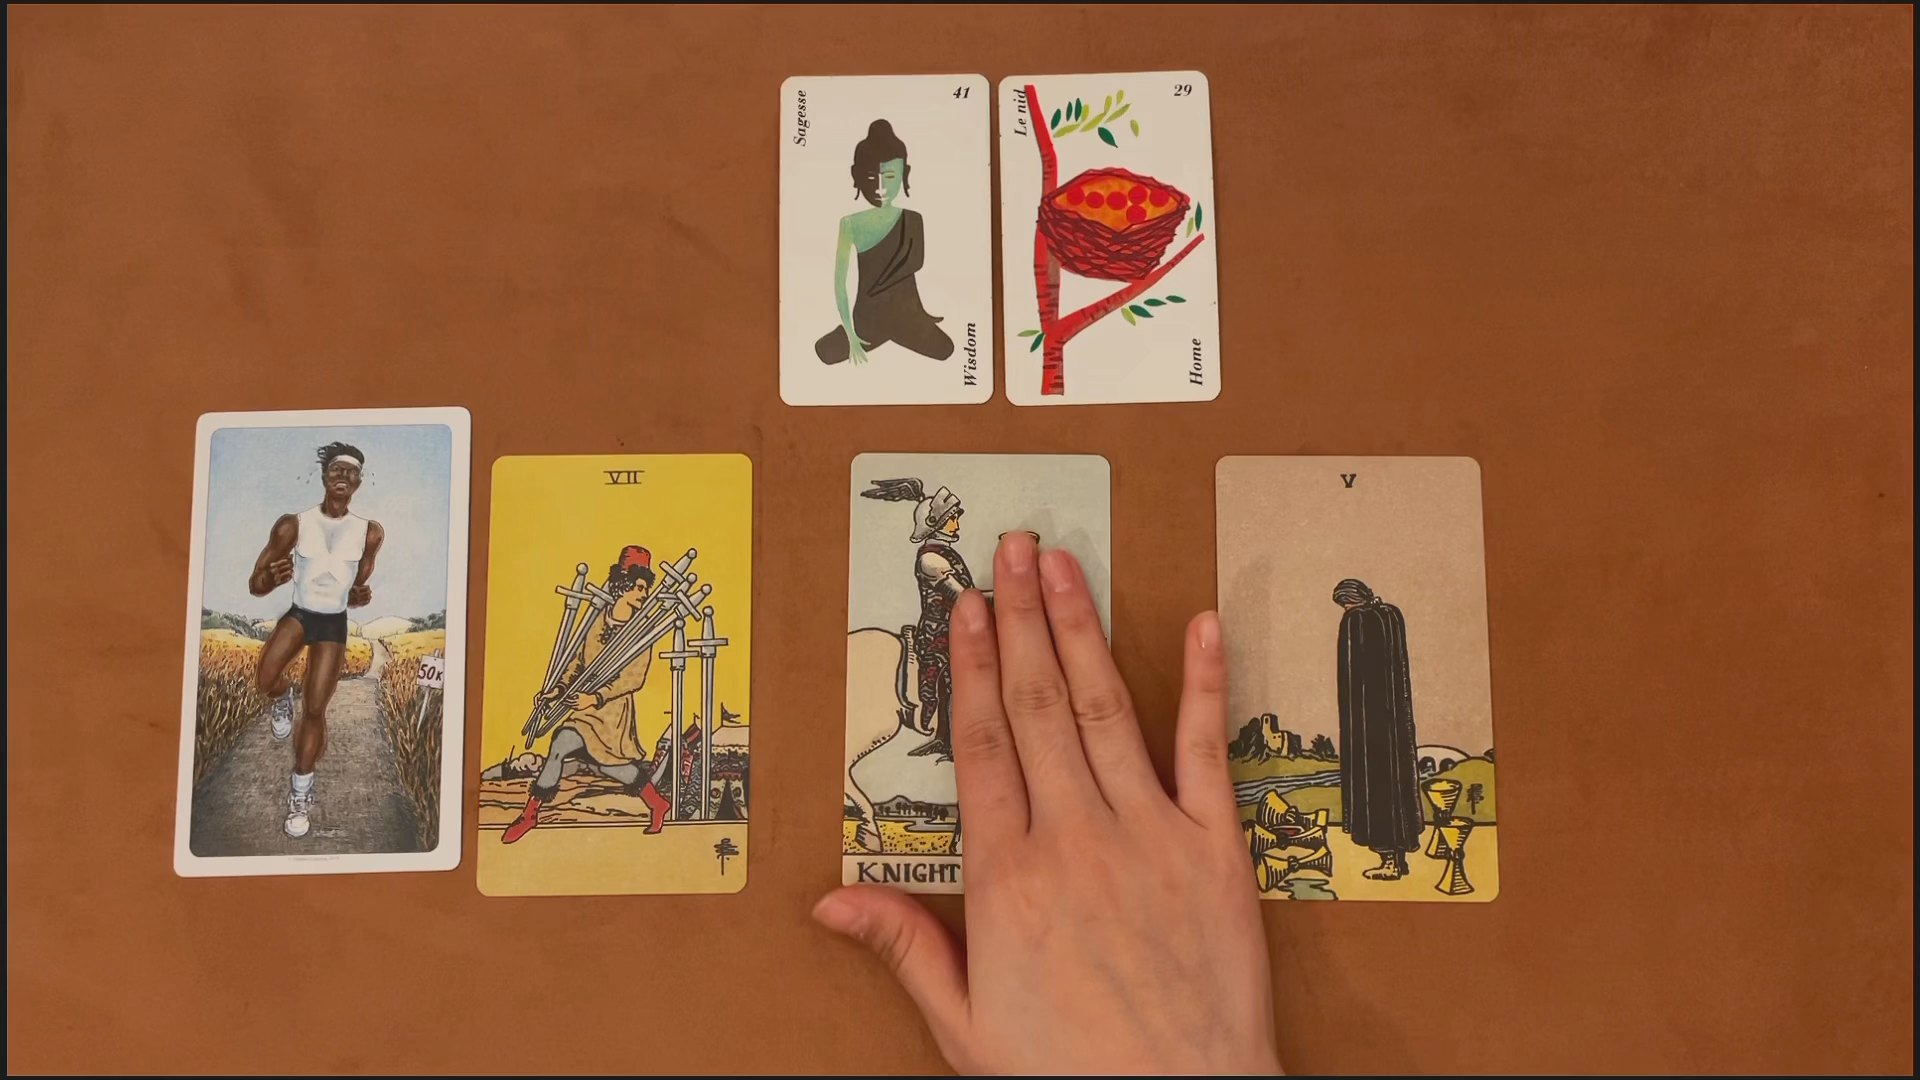 Sagesse
41
Wisdom
Le nid
29
Home
50K
VII
KNIGHT
V